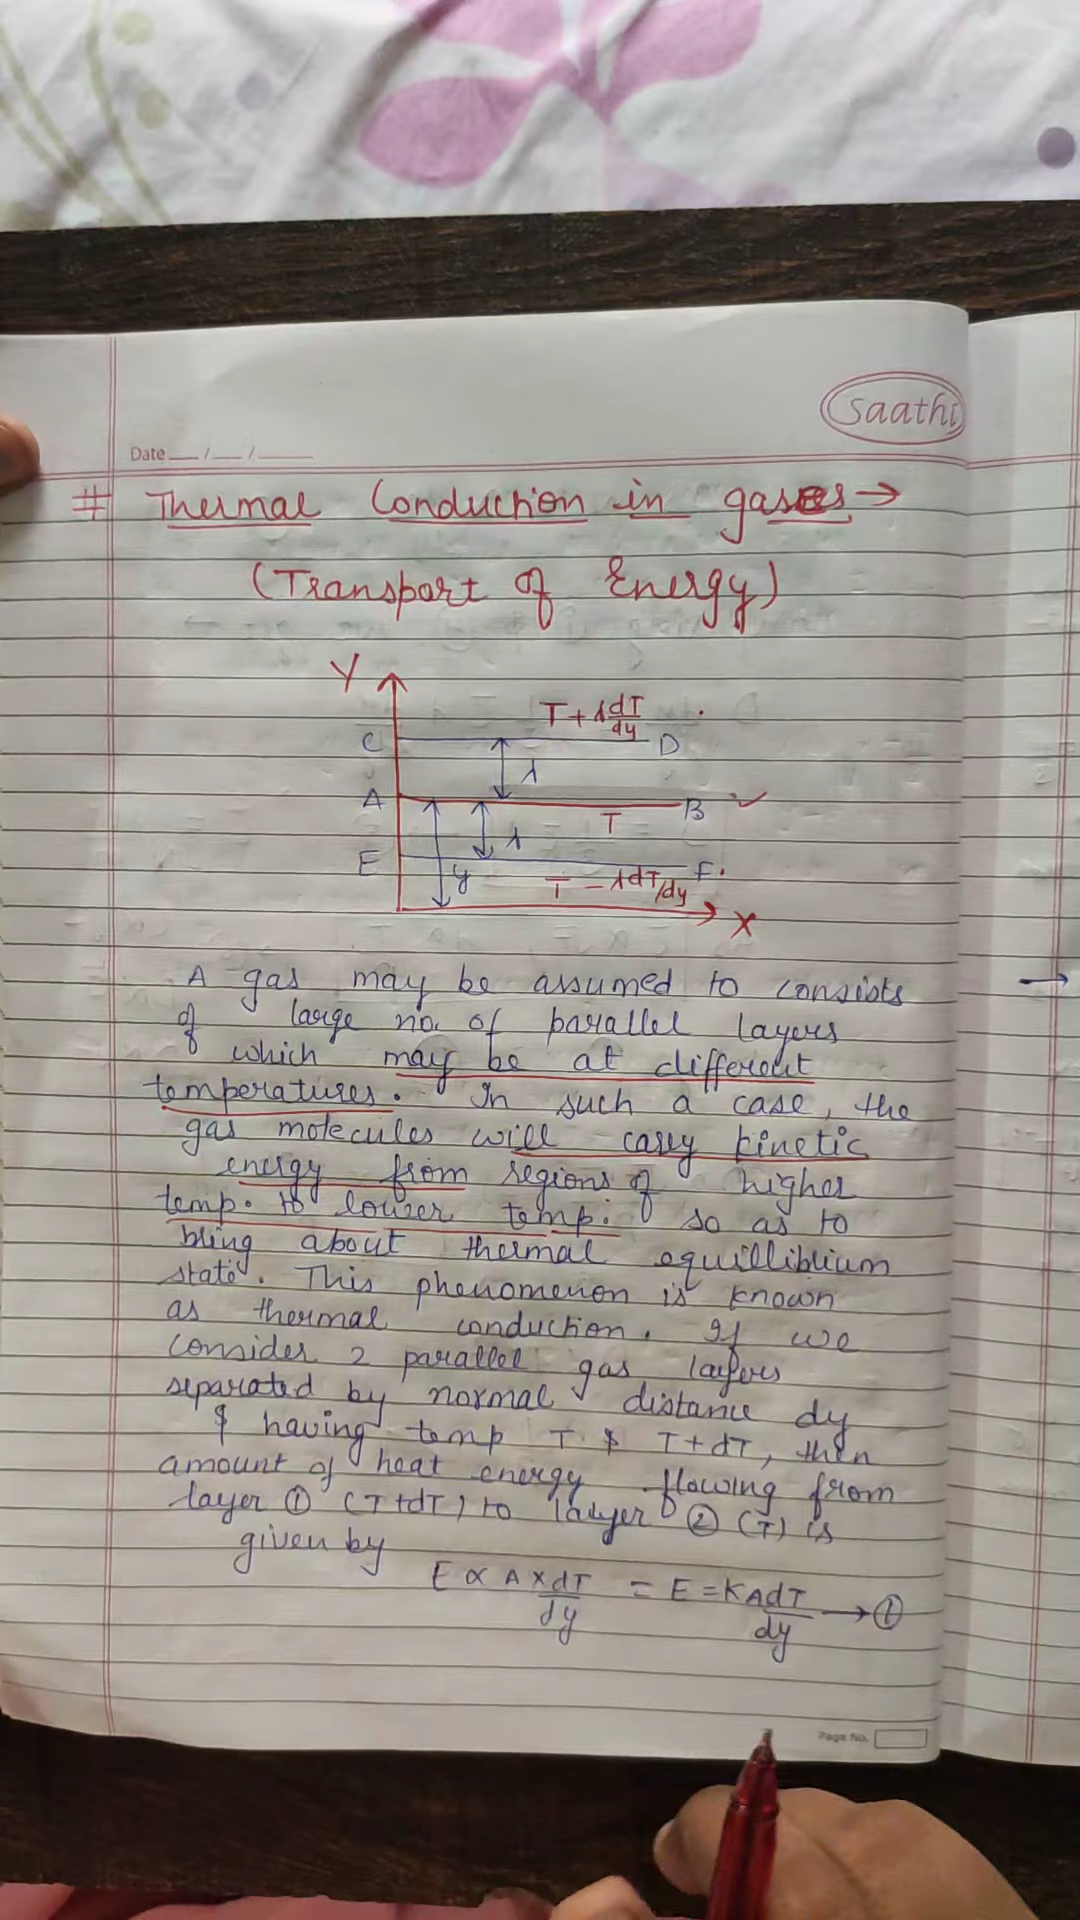 Saathi
Date __/__/____
# Thermal Conduction in gases →
(Transport of Energy)
Y
T + λ dT/dy .
C D
λ
A B ✓
T
λ
E F.
y
T - λ dT/dy
X
A gas may be assumed to consists
of large no. of parallel layers
which may be at different
temperatures. In such a case, the
gas molecules will carry kinetic
energy from regions of higher
temp. to lower temp. so as to
bring about thermal equillibrium
state. This phenomenon is known
as thermal conduction. If we
consider 2 parallel gas layers
separated by normal distance dy
& having temp T & T+dT, then
amount of heat energy flowing from
layer ① (T+dT) to layer ② (T) is
given by
E ∝ A x dT/dy = E = KA dT/dy → ①
Page No.